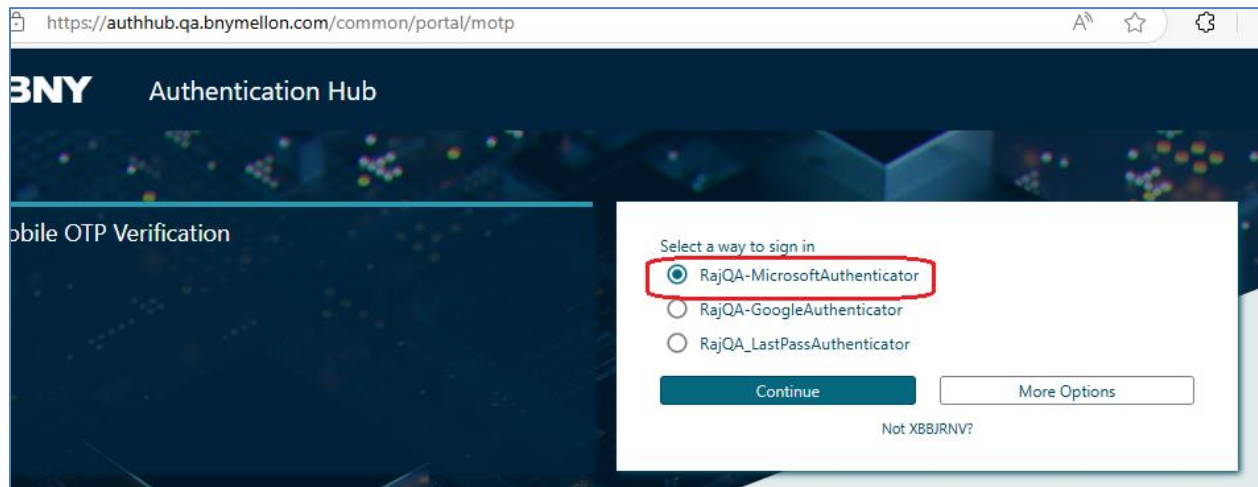 https://authhub.qa.bnymellon.com/common/portal/motp
BNY Authentication Hub
obile OTP Verification
Select a way to sign in
RajQA-MicrosoftAuthenticator
RajQA-GoogleAuthenticator
RajQA_LastPassAuthenticator
Continue More Options
Not XBBJRNV?